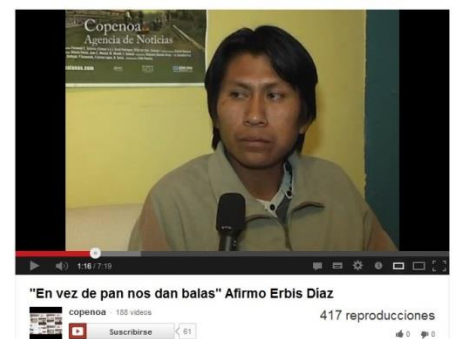 Copenoa:.
Agencia de Noticias
1:16 / 7:19
"En vez de pan nos dan balas" Afirmo Erbis Diaz
copenoa - 188 videos
417 reproducciones
Suscribirse 61
0 0